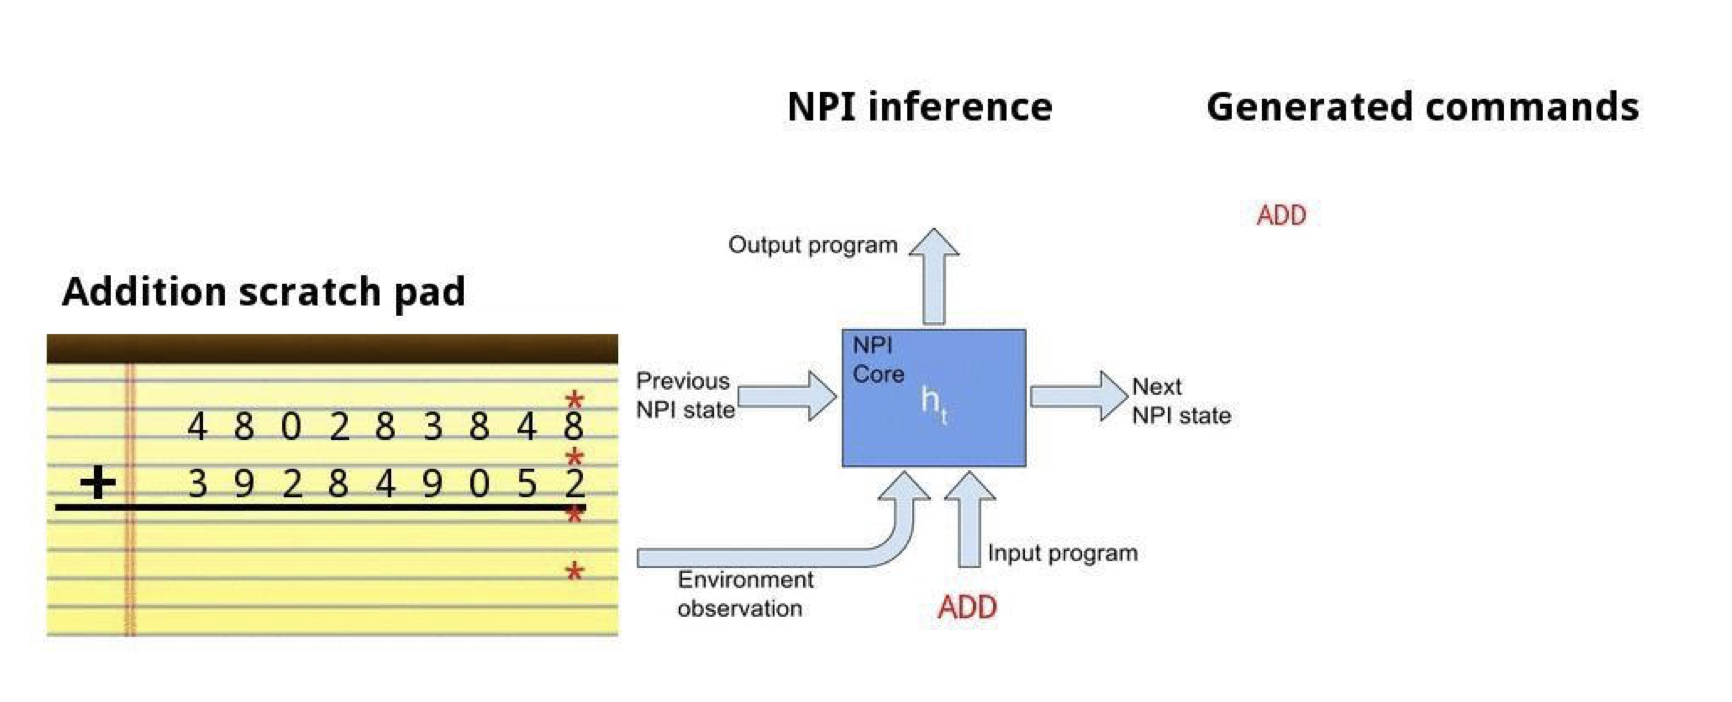 NPI inference
Generated commands
ADD
Output program
Addition scratch pad
NPI
Core
h_t
Previous
NPI state
Next
NPI state
*
4 8 0 2 8 3 8 4 8
*
+ 3 9 2 8 4 9 0 5 2
*
*
Input program
Environment
observation
ADD